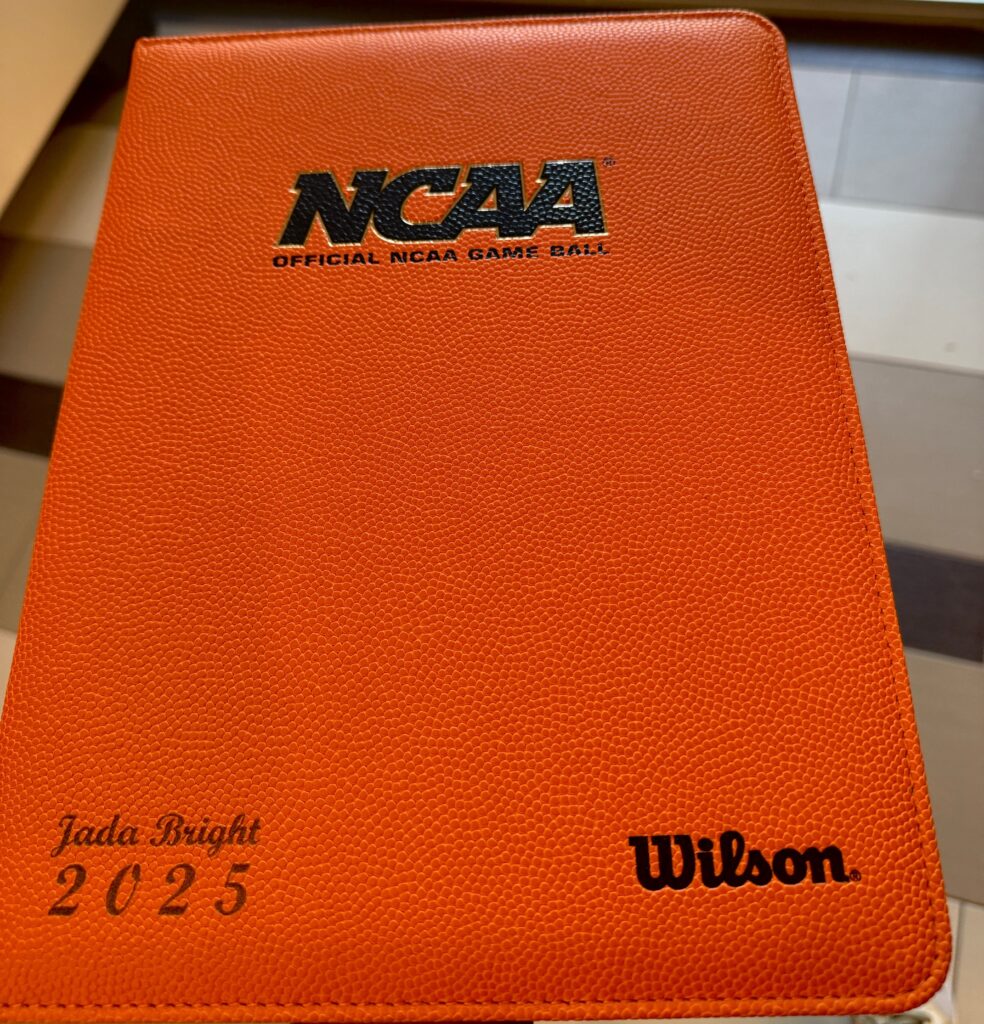 NCAA®
OFFICIAL NCAA GAME BALL
Jada Bright
2025
Wilson®